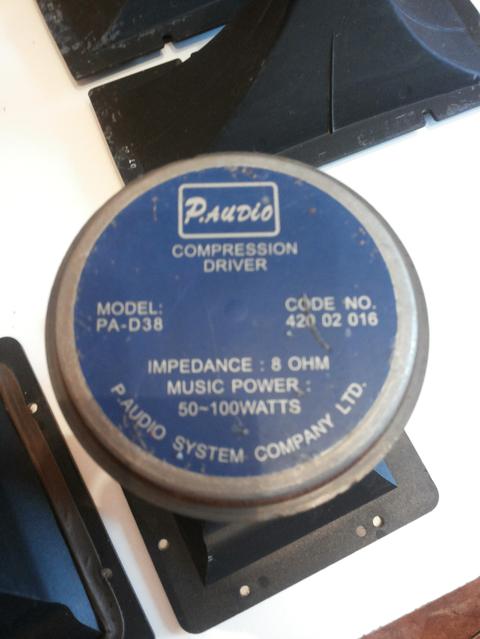 P.AUDIO®
COMPRESSION
DRIVER
MODEL:
PA-D38
CODE NO.
420 02 016
IMPEDANCE : 8 OHM
MUSIC POWER :
50~100WATTS
P.AUDIO SYSTEM COMPANY LTD.